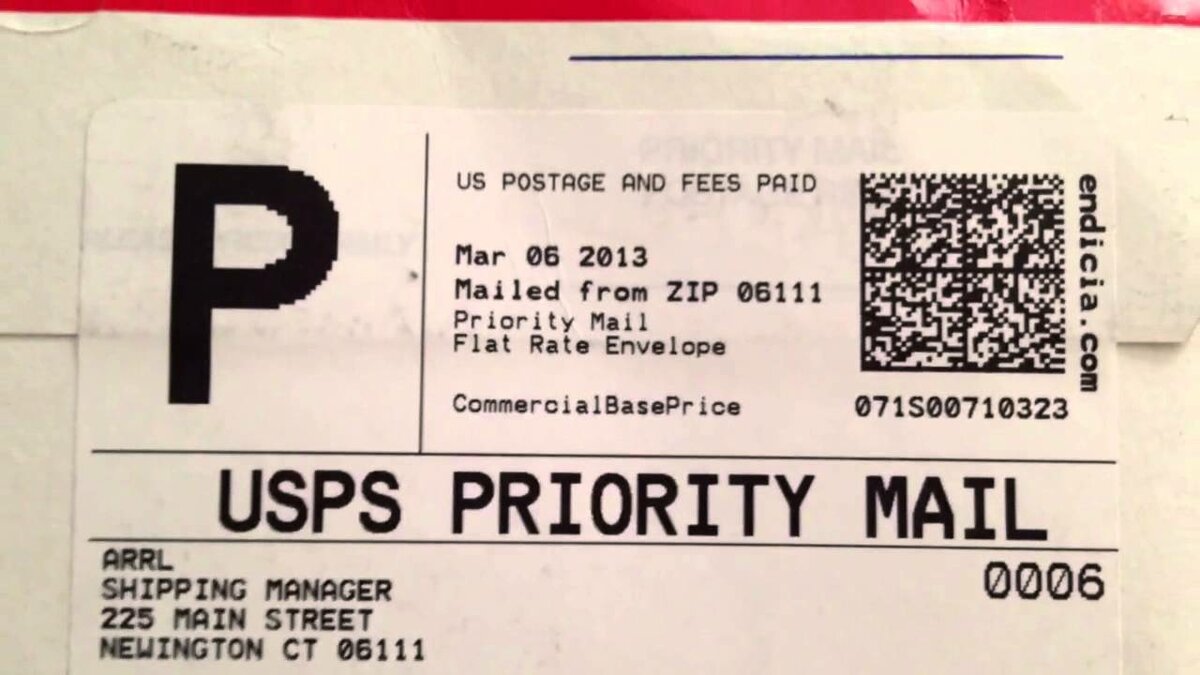 P
US POSTAGE AND FEES PAID
Mar 06 2013
Mailed from ZIP 06111
Priority Mail
Flat Rate Envelope
CommercialBasePrice
endicia.com
071S00710323
USPS PRIORITY MAIL
ARRL
SHIPPING MANAGER
225 MAIN STREET
NEWINGTON CT 06111
0006